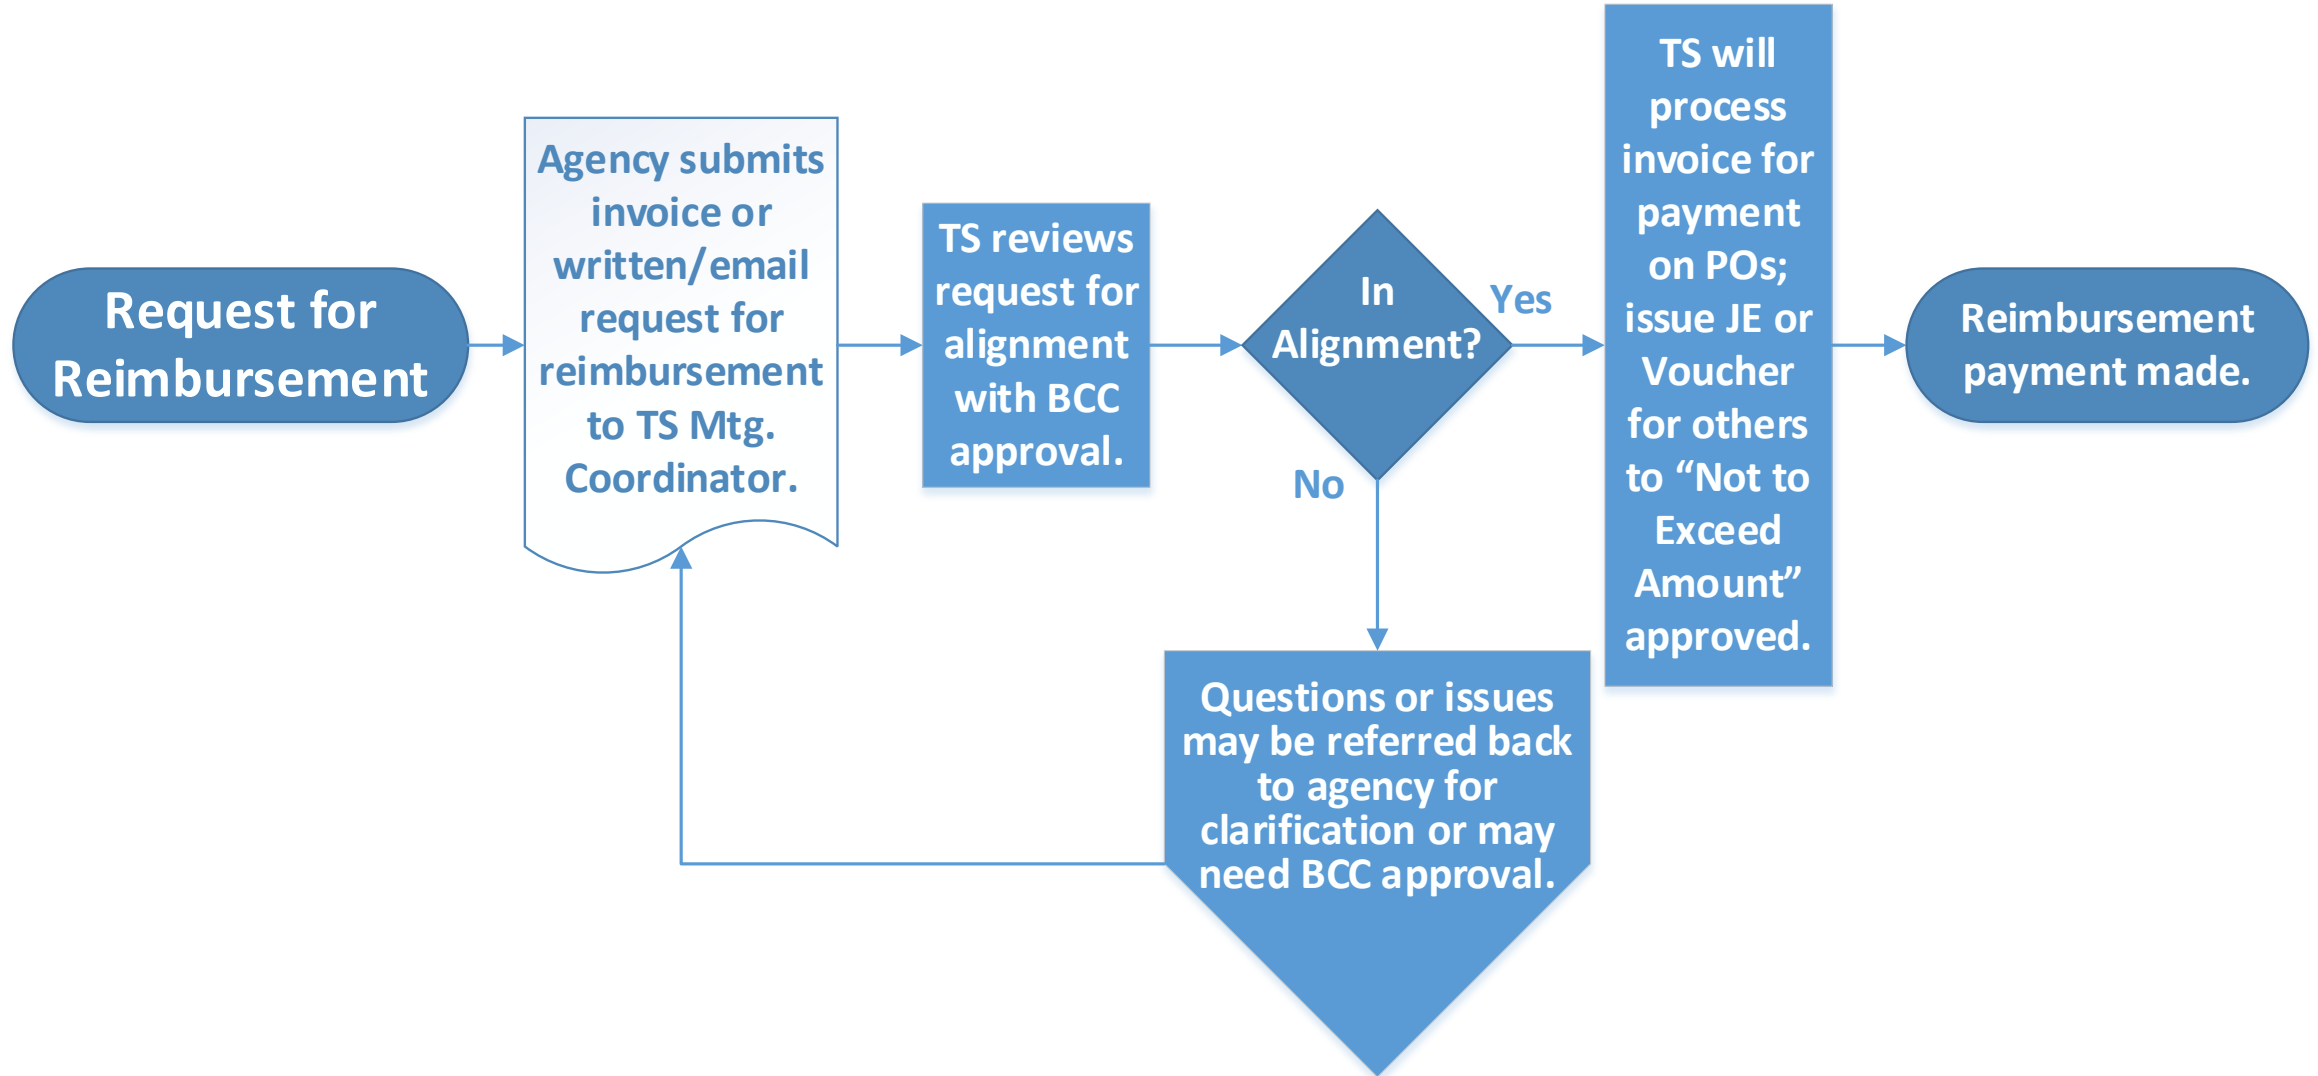 Request for
Reimbursement
Agency submits
invoice or
written/email
request for
reimbursement
to TS Mtg.
Coordinator.
TS reviews
request for
alignment
with BCC
approval.
In
Alignment?
Yes
No
TS will
process
invoice for
payment
on POs;
issue JE or
Voucher
for others
to “Not to
Exceed
Amount”
approved.
Reimbursement
payment made.
Questions or issues
may be referred back
to agency for
clarification or may
need BCC approval.